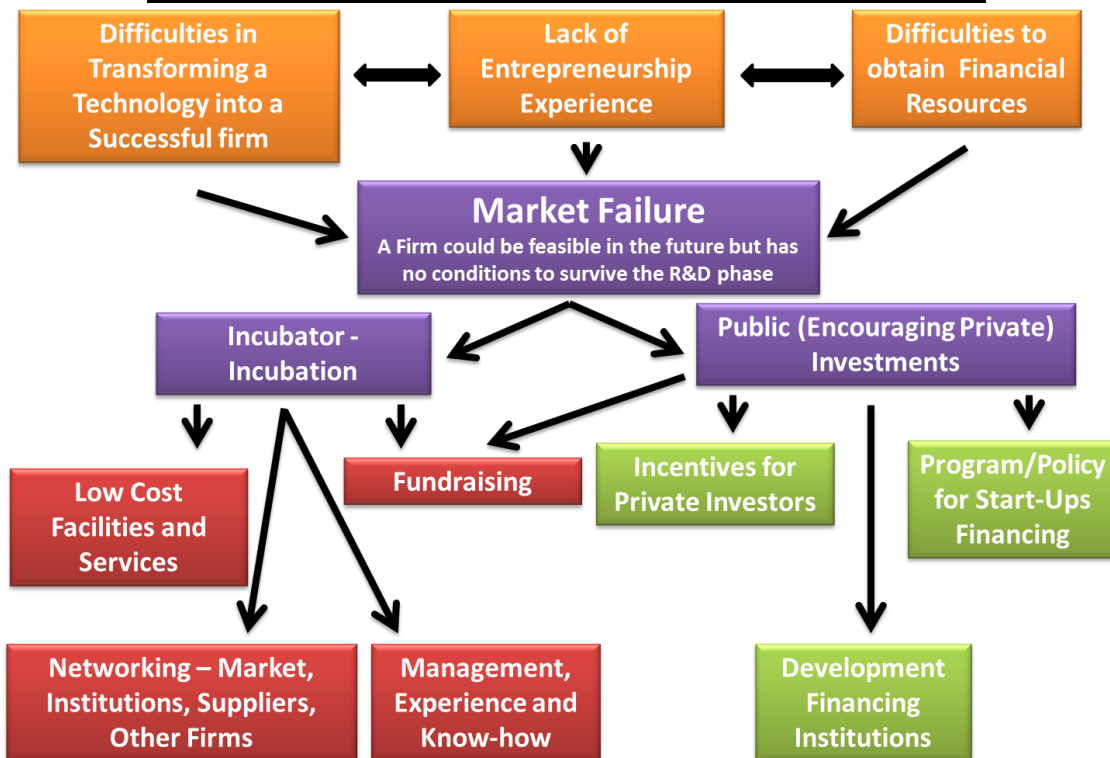 Difficulties in
Transforming a
Technology into a
Successful firm
Lack of
Entrepreneurship
Experience
Difficulties to
obtain Financial
Resources
Market Failure
A Firm could be feasible in the future but has
no conditions to survive the R&D phase
Incubator -
Incubation
Public (Encouraging Private)
Investments
Low Cost
Facilities and
Services
Fundraising
Incentives for
Private Investors
Program/Policy
for Start-Ups
Financing
Networking – Market,
Institutions, Suppliers,
Other Firms
Management,
Experience and
Know-how
Development
Financing
Institutions